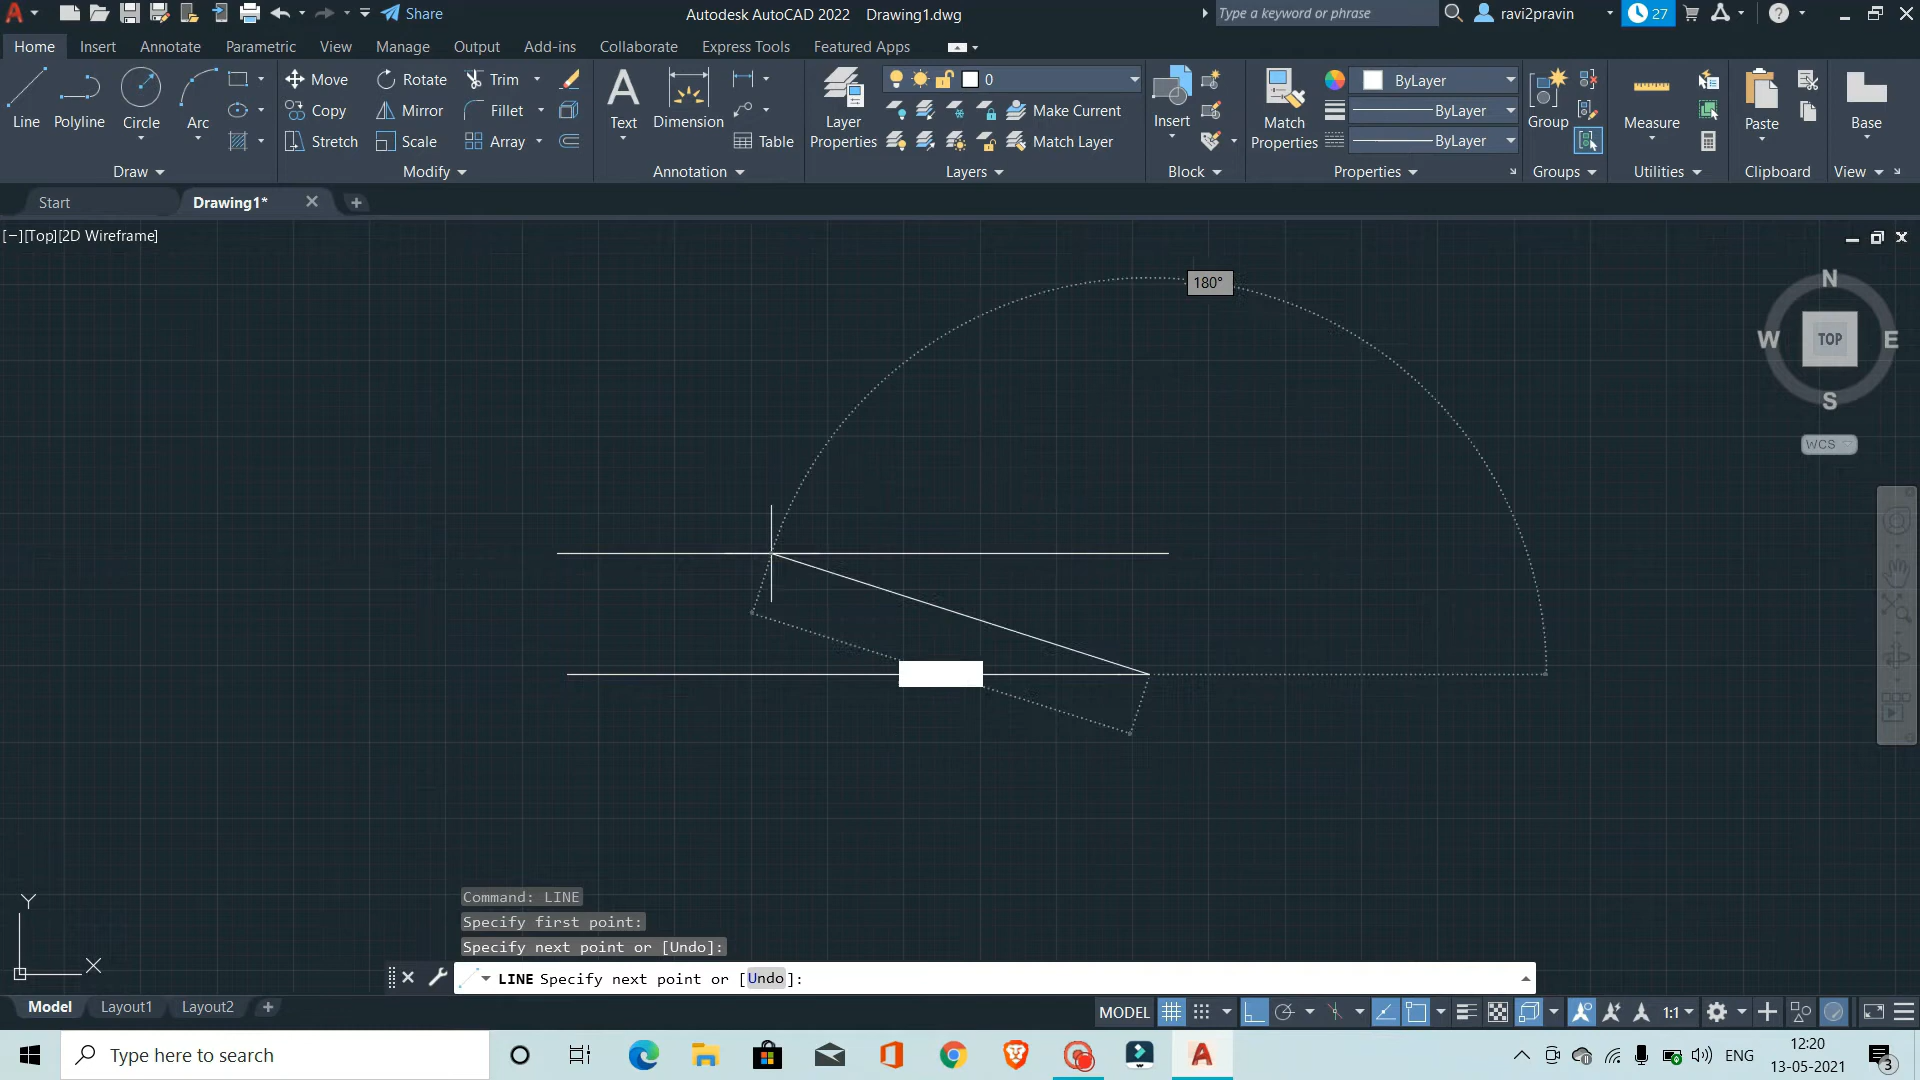 Share
Autodesk AutoCAD 2022 Drawing1.dwg
Type a keyword or phrase
ravi2pravin
27
Home Insert Annotate Parametric View Manage Output Add-ins Collaborate Express Tools Featured Apps
Line Polyline Circle Arc
Move Rotate Trim
Copy Mirror Fillet
Stretch Scale Array
Text Dimension Table
Layer Properties
0
Make Current
Match Layer
Insert
Match Properties
ByLayer
ByLayer
ByLayer
Group
Measure
Paste
Base
Draw Modify Annotation Layers Block Properties Groups Utilities Clipboard View
Start Drawing1*
[−][Top][2D Wireframe]
180°
N
W TOP E
S
WCS
Command: LINE
Specify first point:
Specify next point or [Undo]:
LINE Specify next point or [Undo]:
Y
X
Model Layout1 Layout2
MODEL 1:1
Type here to search
ENG
12:20
13-05-2021
3